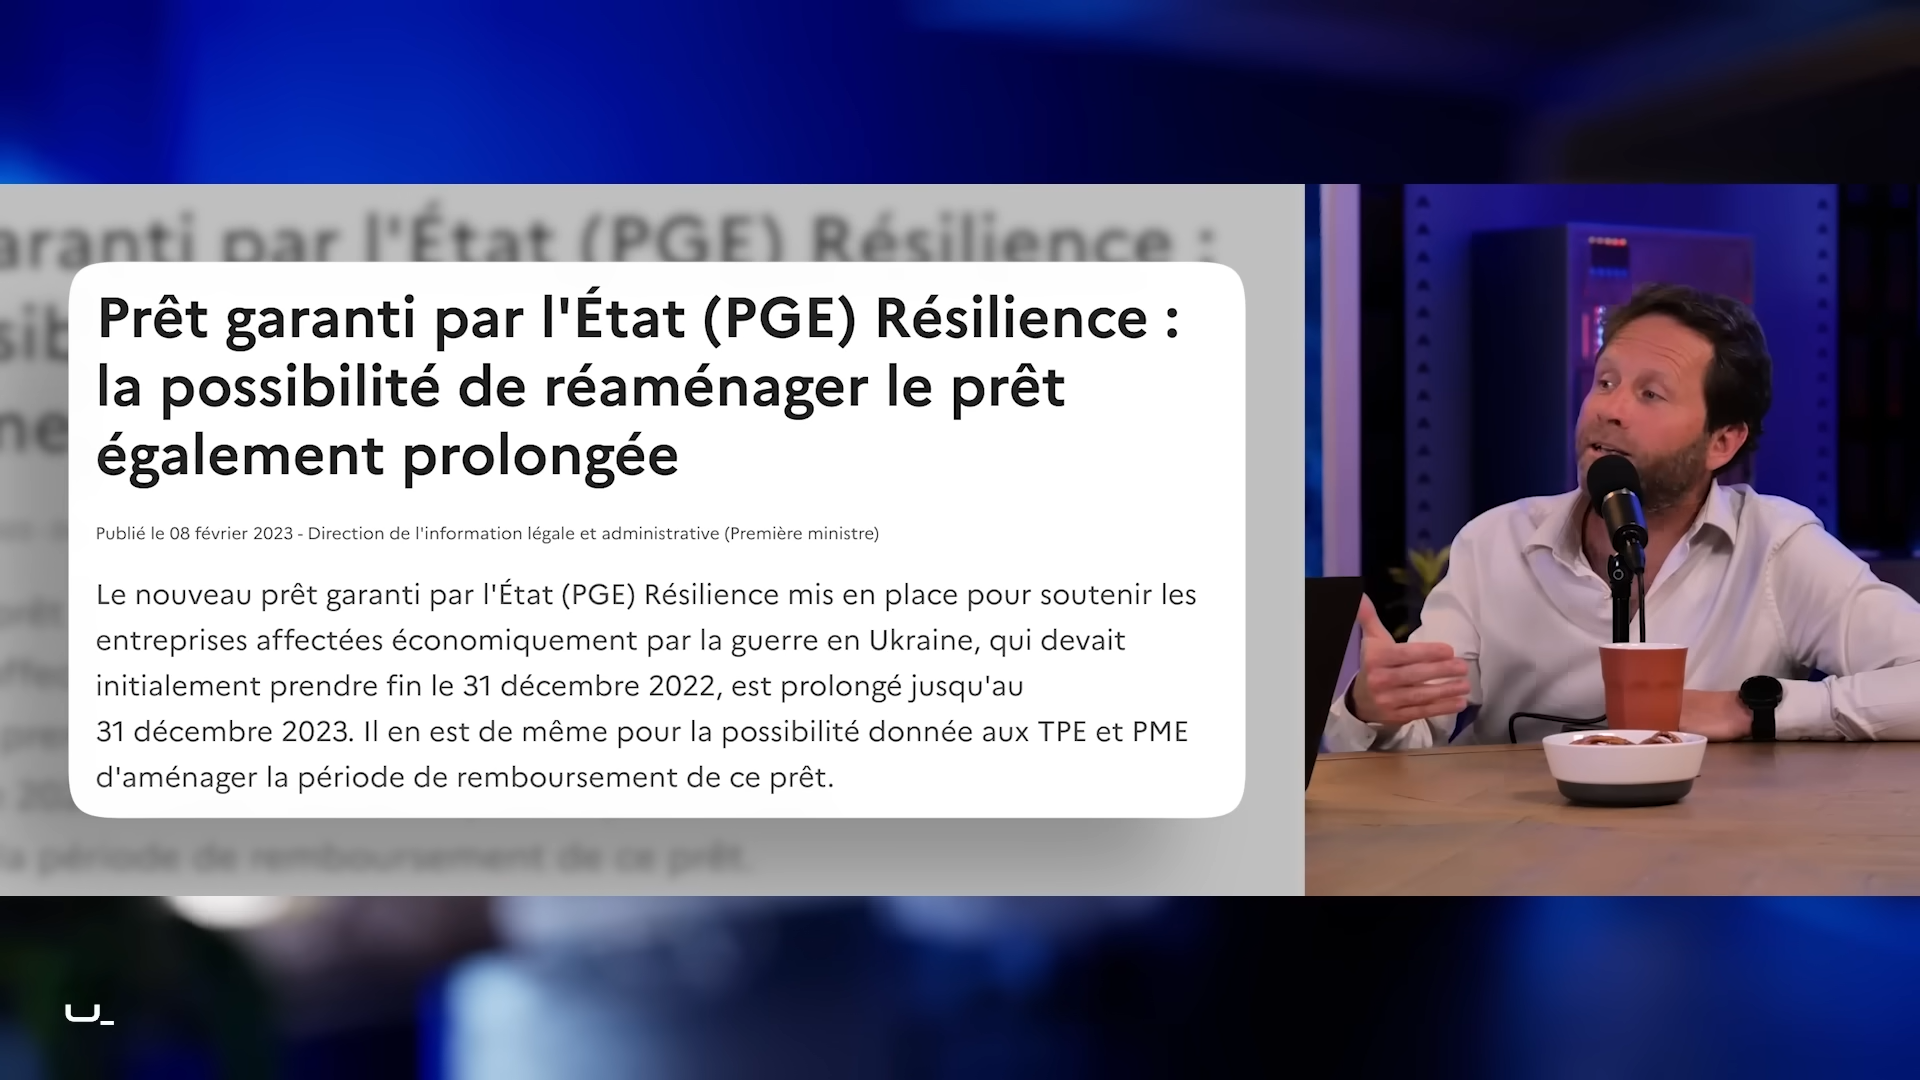 Prêt garanti par l'État (PGE) Résilience :
la possibilité de réaménager le prêt
également prolongée
Publié le 08 février 2023 - Direction de l'information légale et administrative (Première ministre)
Le nouveau prêt garanti par l'État (PGE) Résilience mis en place pour soutenir les
entreprises affectées économiquement par la guerre en Ukraine, qui devait
initialement prendre fin le 31 décembre 2022, est prolongé jusqu'au
31 décembre 2023. Il en est de même pour la possibilité donnée aux TPE et PME
d'aménager la période de remboursement de ce prêt.